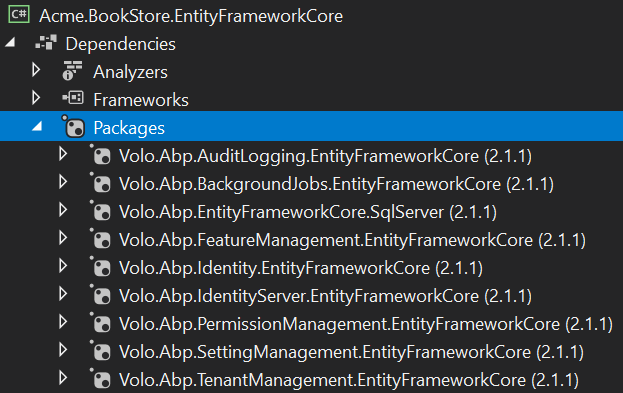 C# Acme.BookStore.EntityFrameworkCore
Dependencies
Analyzers
Frameworks
Packages
Volo.Abp.AuditLogging.EntityFrameworkCore (2.1.1)
Volo.Abp.BackgroundJobs.EntityFrameworkCore (2.1.1)
Volo.Abp.EntityFrameworkCore.SqlServer (2.1.1)
Volo.Abp.FeatureManagement.EntityFrameworkCore (2.1.1)
Volo.Abp.Identity.EntityFrameworkCore (2.1.1)
Volo.Abp.IdentityServer.EntityFrameworkCore (2.1.1)
Volo.Abp.PermissionManagement.EntityFrameworkCore (2.1.1)
Volo.Abp.SettingManagement.EntityFrameworkCore (2.1.1)
Volo.Abp.TenantManagement.EntityFrameworkCore (2.1.1)